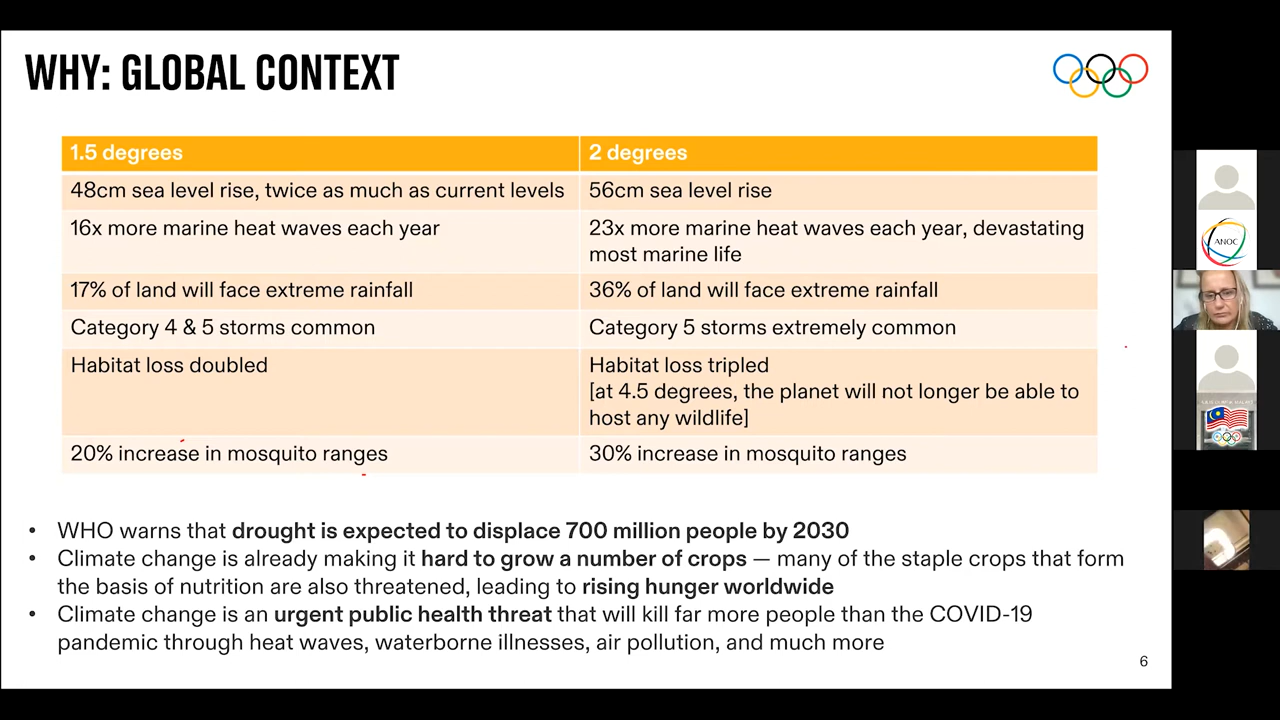 WHY: GLOBAL CONTEXT
1.5 degrees
2 degrees
48cm sea level rise, twice as much as current levels
56cm sea level rise
16x more marine heat waves each year
23x more marine heat waves each year, devastating
most marine life
17% of land will face extreme rainfall
36% of land will face extreme rainfall
Category 4 & 5 storms common
Category 5 storms extremely common
Habitat loss doubled
Habitat loss tripled
[at 4.5 degrees, the planet will not longer be able to
host any wildlife]
20% increase in mosquito ranges
30% increase in mosquito ranges
• WHO warns that drought is expected to displace 700 million people by 2030
• Climate change is already making it hard to grow a number of crops — many of the staple crops that form
the basis of nutrition are also threatened, leading to rising hunger worldwide
• Climate change is an urgent public health threat that will kill far more people than the COVID-19
pandemic through heat waves, waterborne illnesses, air pollution, and much more
6
ANOC